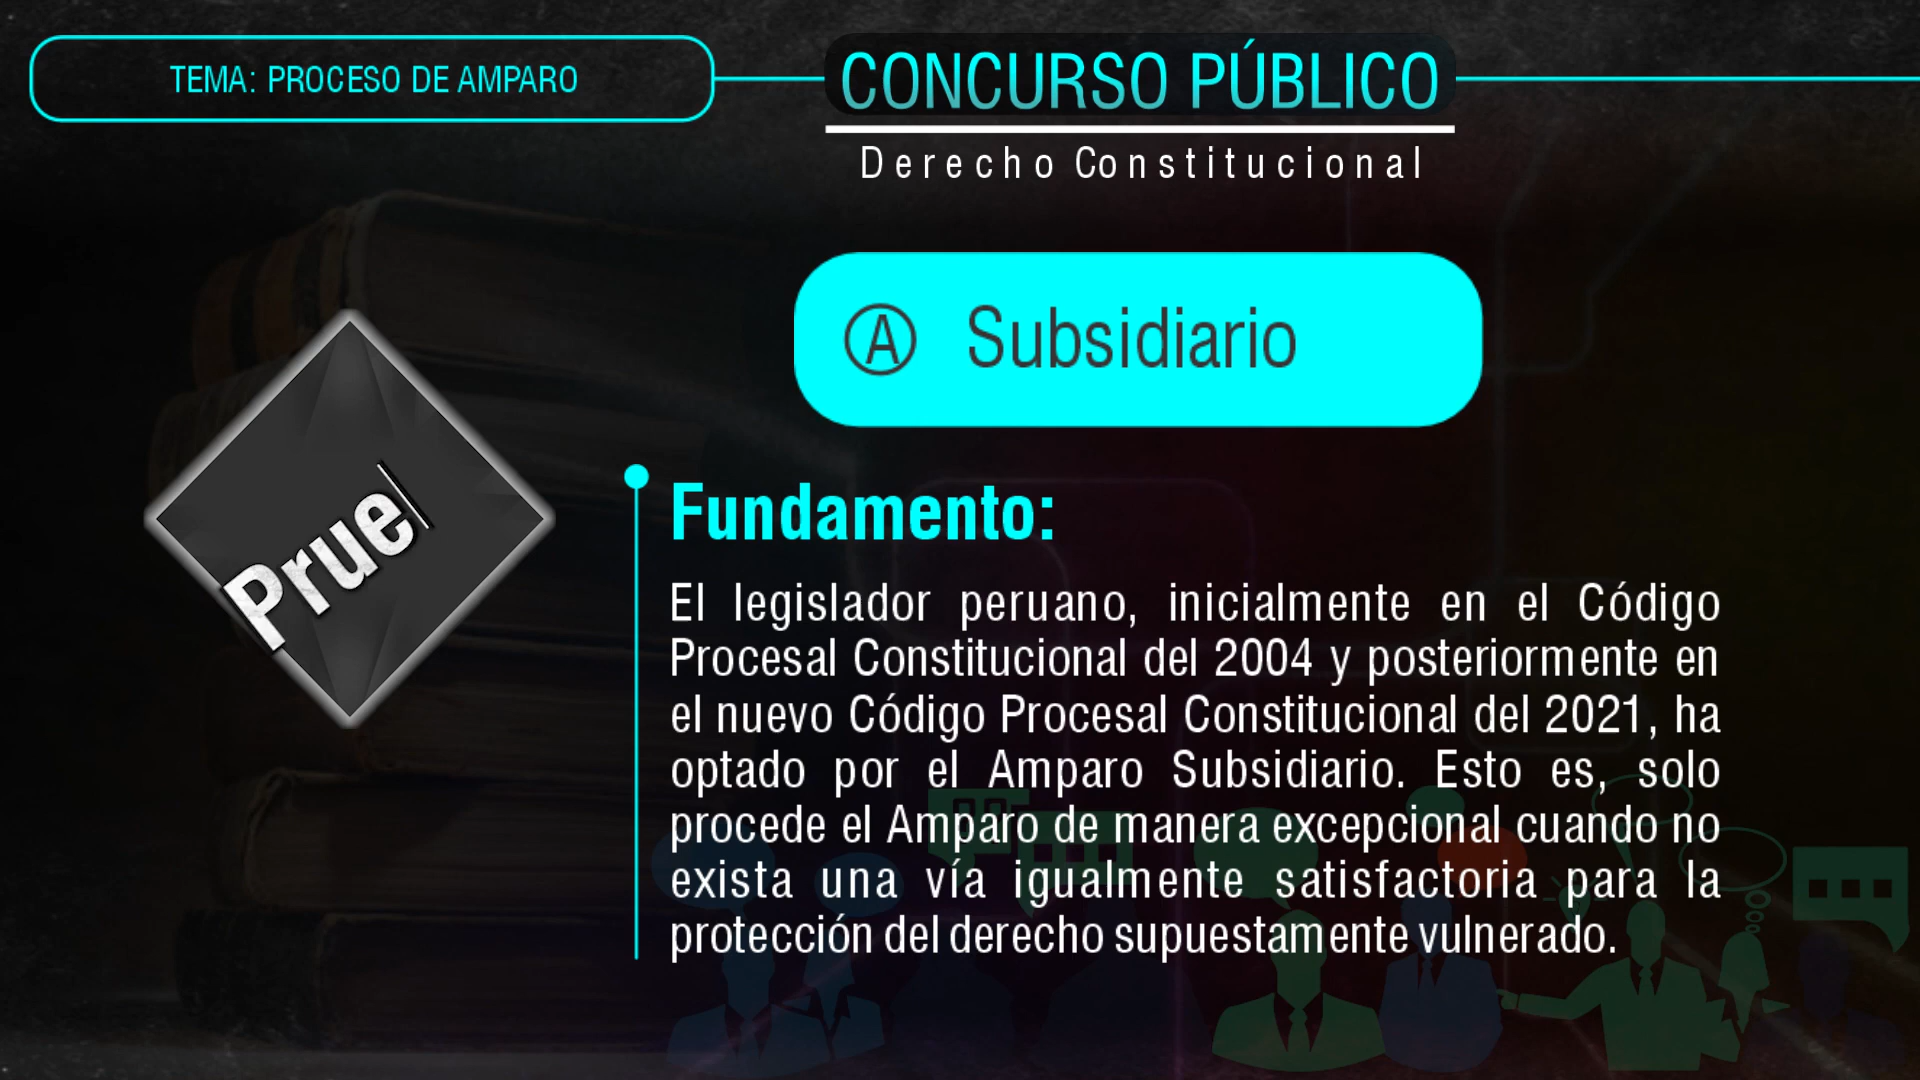 TEMA: PROCESO DE AMPARO
CONCURSO PÚBLICO
Derecho Constitucional
A Subsidiario
Prue
Fundamento:
El legislador peruano, inicialmente en el Código
Procesal Constitucional del 2004 y posteriormente en
el nuevo Código Procesal Constitucional del 2021, ha
optado por el Amparo Subsidiario. Esto es, solo
procede el Amparo de manera excepcional cuando no
exista una vía igualmente satisfactoria para la
protección del derecho supuestamente vulnerado.